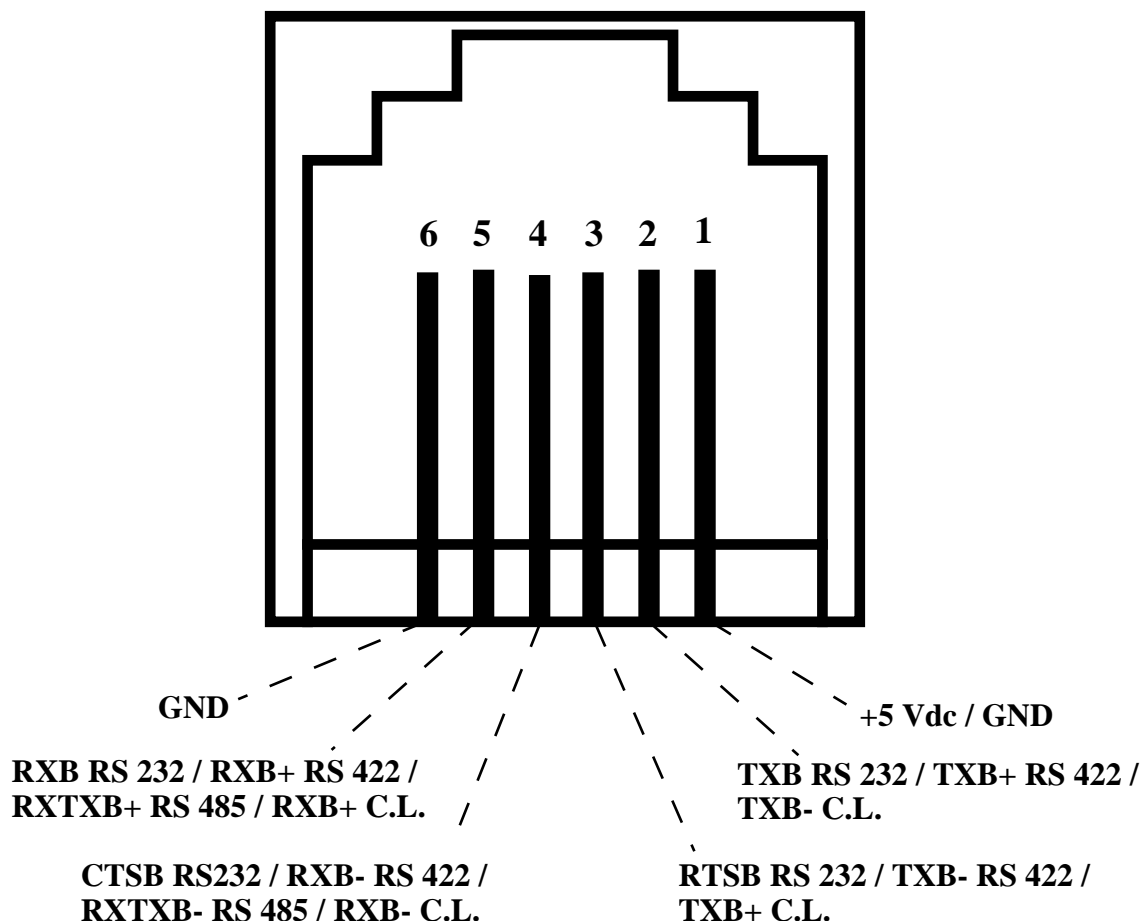 6 5 4 3 2 1
GND
+5 Vdc / GND
RXB RS 232 / RXB+ RS 422 /
RXTXB+ RS 485 / RXB+ C.L.
TXB RS 232 / TXB+ RS 422 /
TXB- C.L.
CTSB RS232 / RXB- RS 422 /
RXTXB- RS 485 / RXB- C.L.
RTSB RS 232 / TXB- RS 422 /
TXB+ C.L.